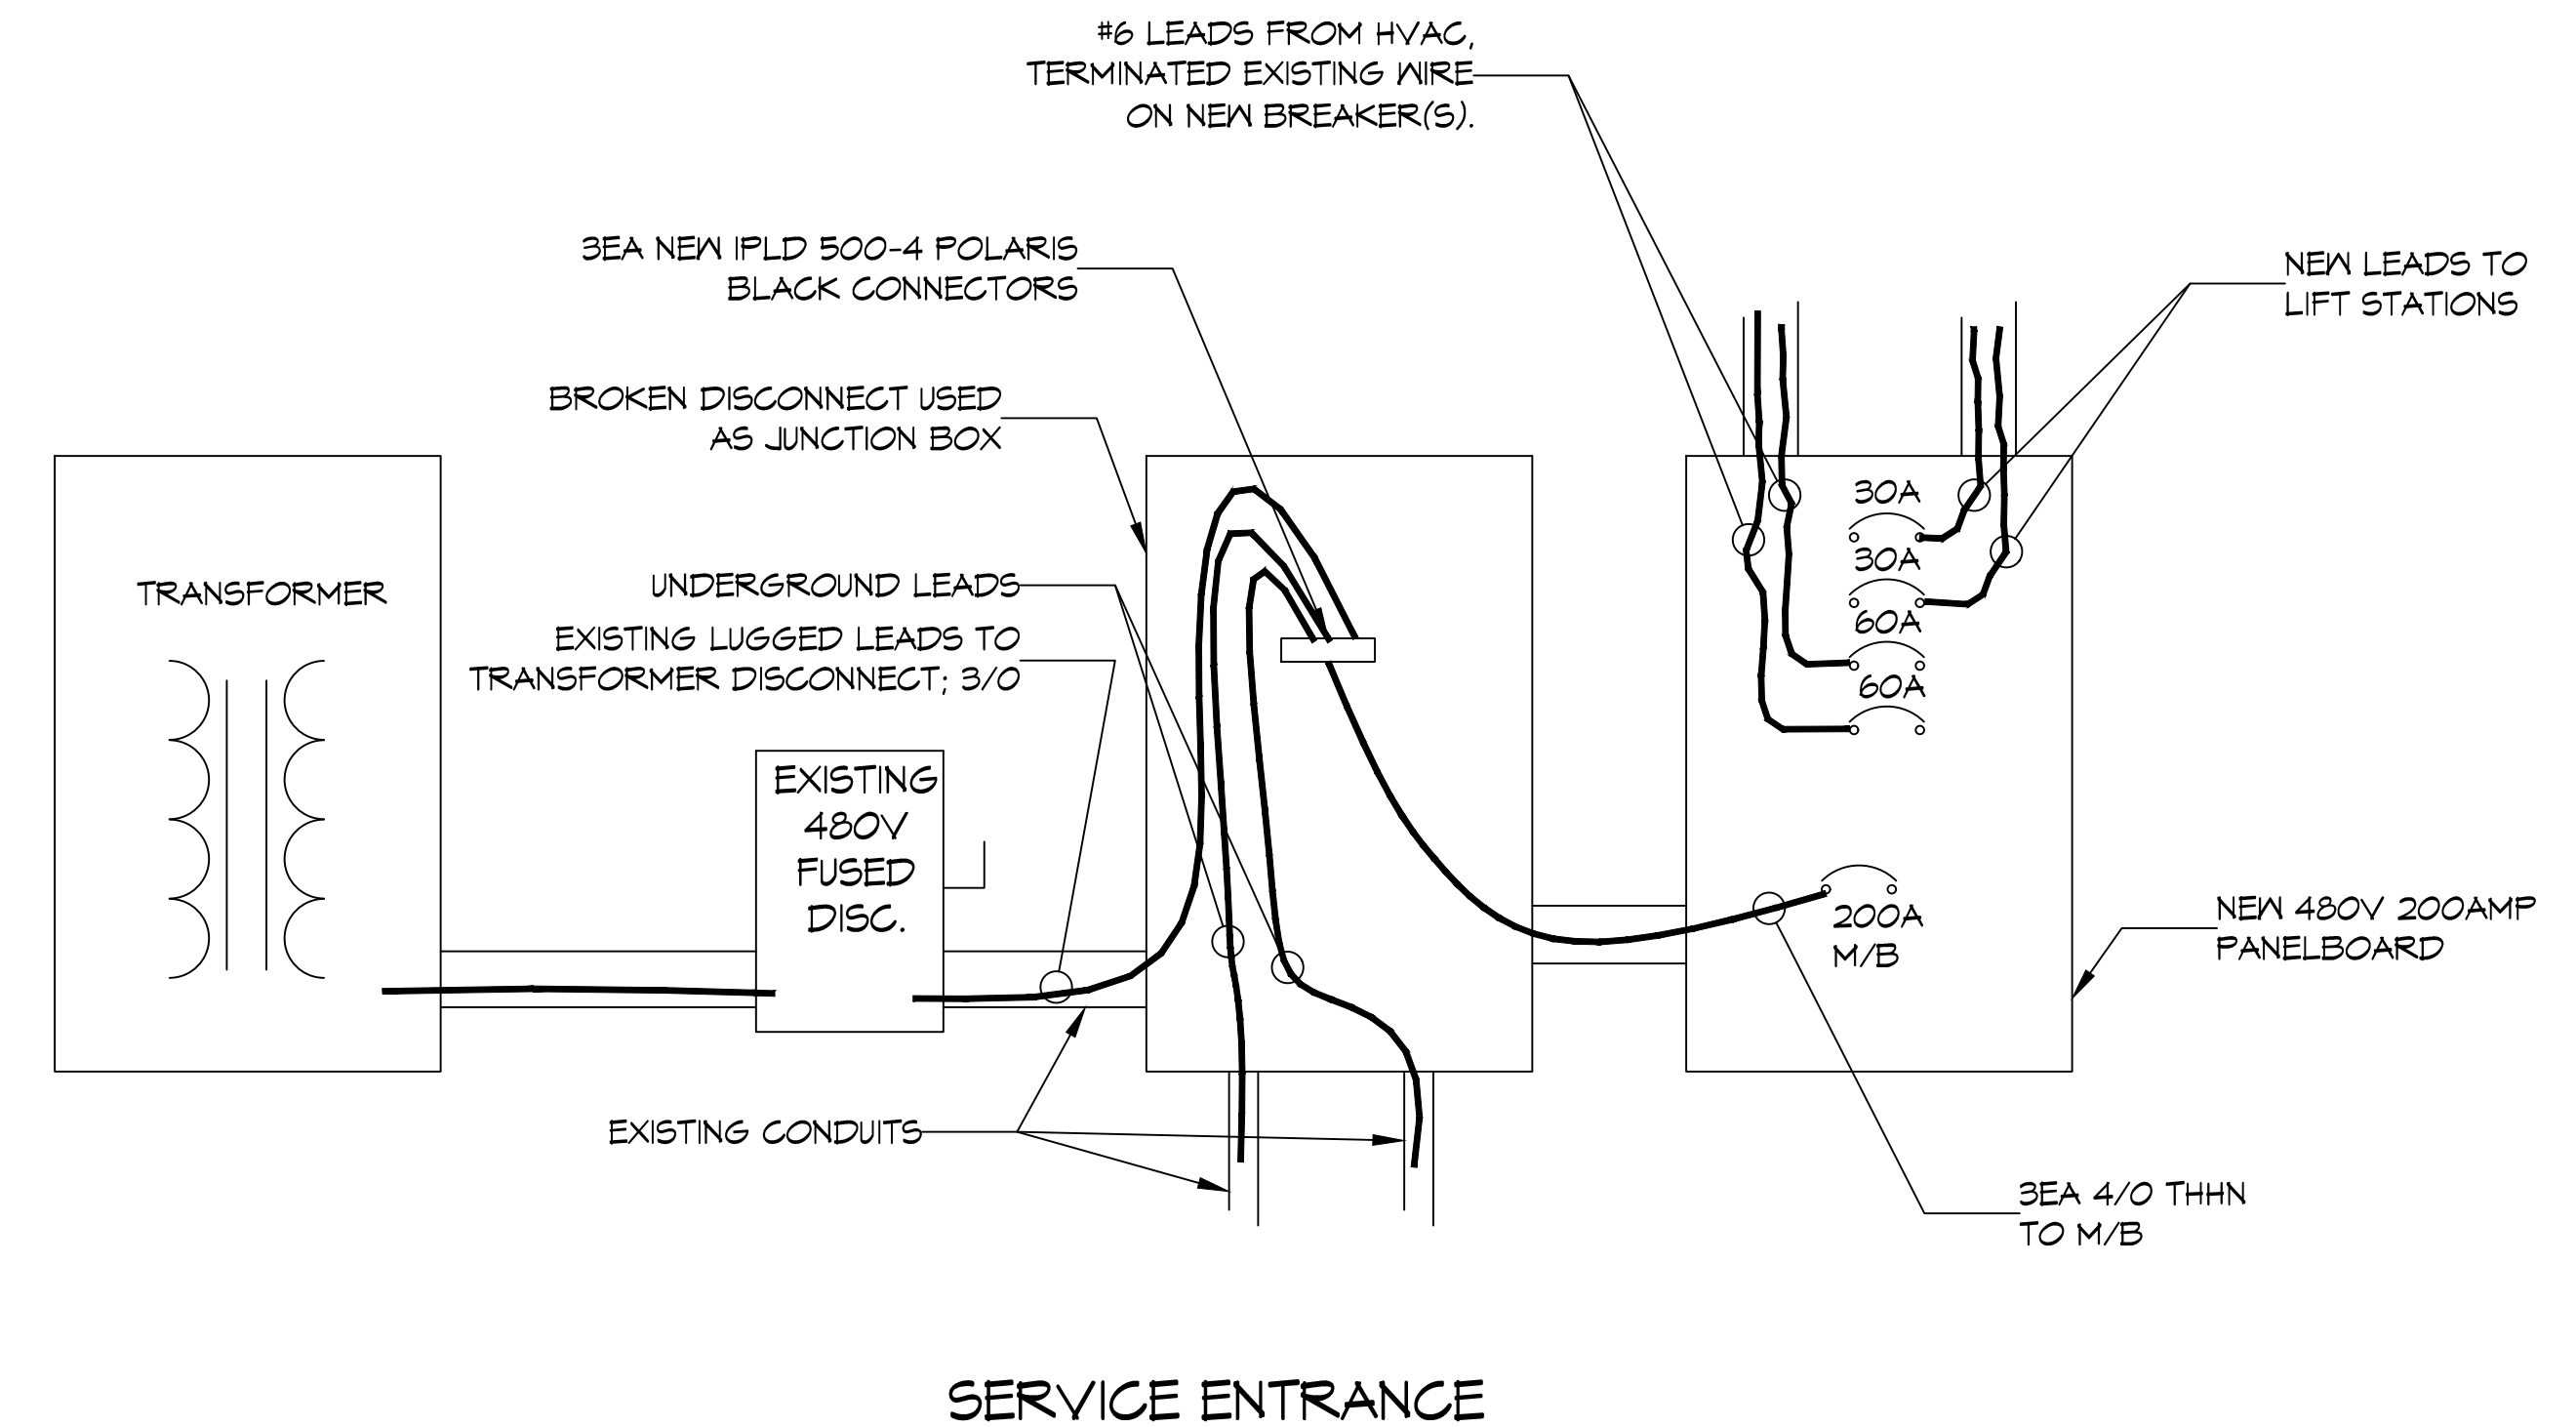 #6 LEADS FROM HVAC,
TERMINATED EXISTING WIRE
ON NEW BREAKER(S).
3EA NEW IPLD 500-4 POLARIS
BLACK CONNECTORS
NEW LEADS TO
LIFT STATIONS
BROKEN DISCONNECT USED
AS JUNCTION BOX
30A
30A
60A
60A
TRANSFORMER
UNDERGROUND LEADS
EXISTING LUGGED LEADS TO
TRANSFORMER DISCONNECT; 3/0
EXISTING
480V
FUSED
DISC.
200A
M/B
NEW 480V 200AMP
PANELBOARD
EXISTING CONDUITS
3EA 4/0 THHN
TO M/B
SERVICE ENTRANCE